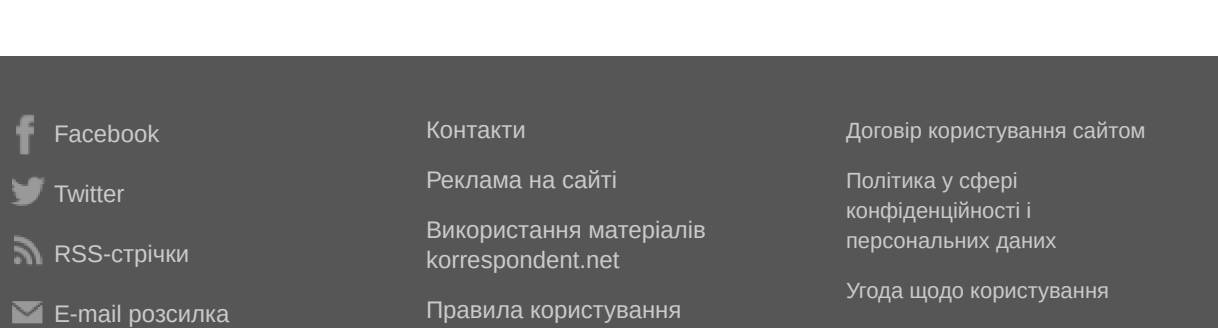 Facebook
Twitter
RSS-стрічки
E-mail розсилка
Контакти
Реклама на сайті
Використання матеріалів
korrespondent.net
Правила користування
Договір користування сайтом
Політика у сфері
конфіденційності і
персональних даних
Угода щодо користування